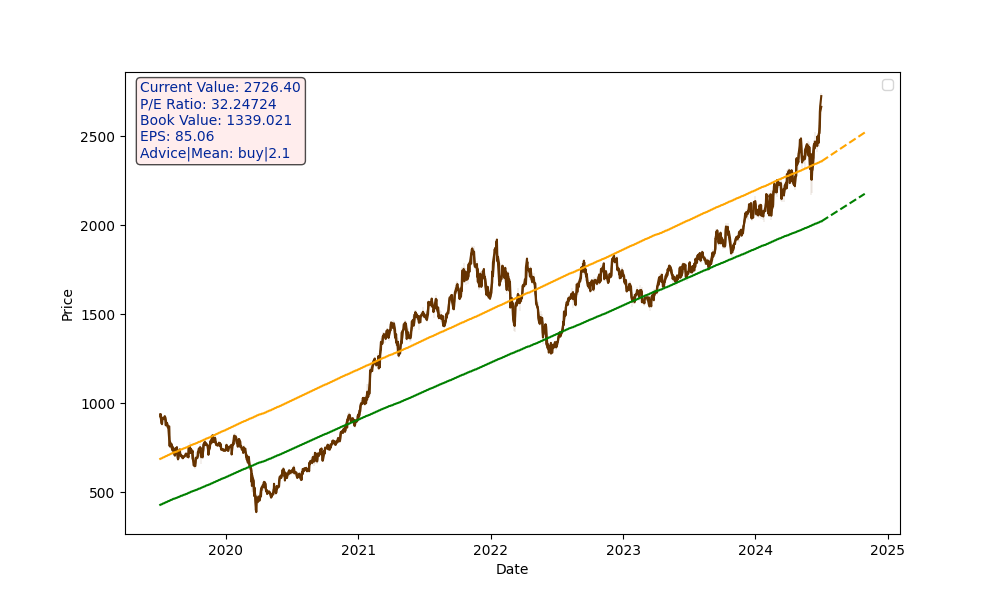 Current Value: 2726.40
P/E Ratio: 32.24724
Book Value: 1339.021
EPS: 85.06
Advice|Mean: buy|2.1
2500
2000
1500
1000
500
Price
2020 2021 2022 2023 2024 2025
Date